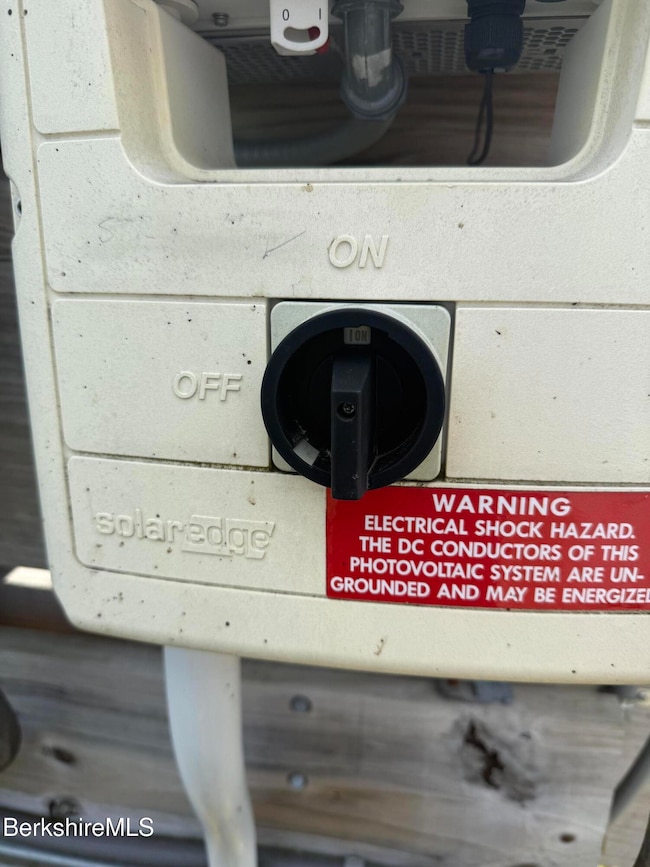 0 I
ON
I ON
OFF
solaredge
WARNING
ELECTRICAL SHOCK HAZARD.
THE DC CONDUCTORS OF THIS
PHOTOVOLTAIC SYSTEM ARE UN-
GROUNDED AND MAY BE ENERGIZED
BerkshireMLS